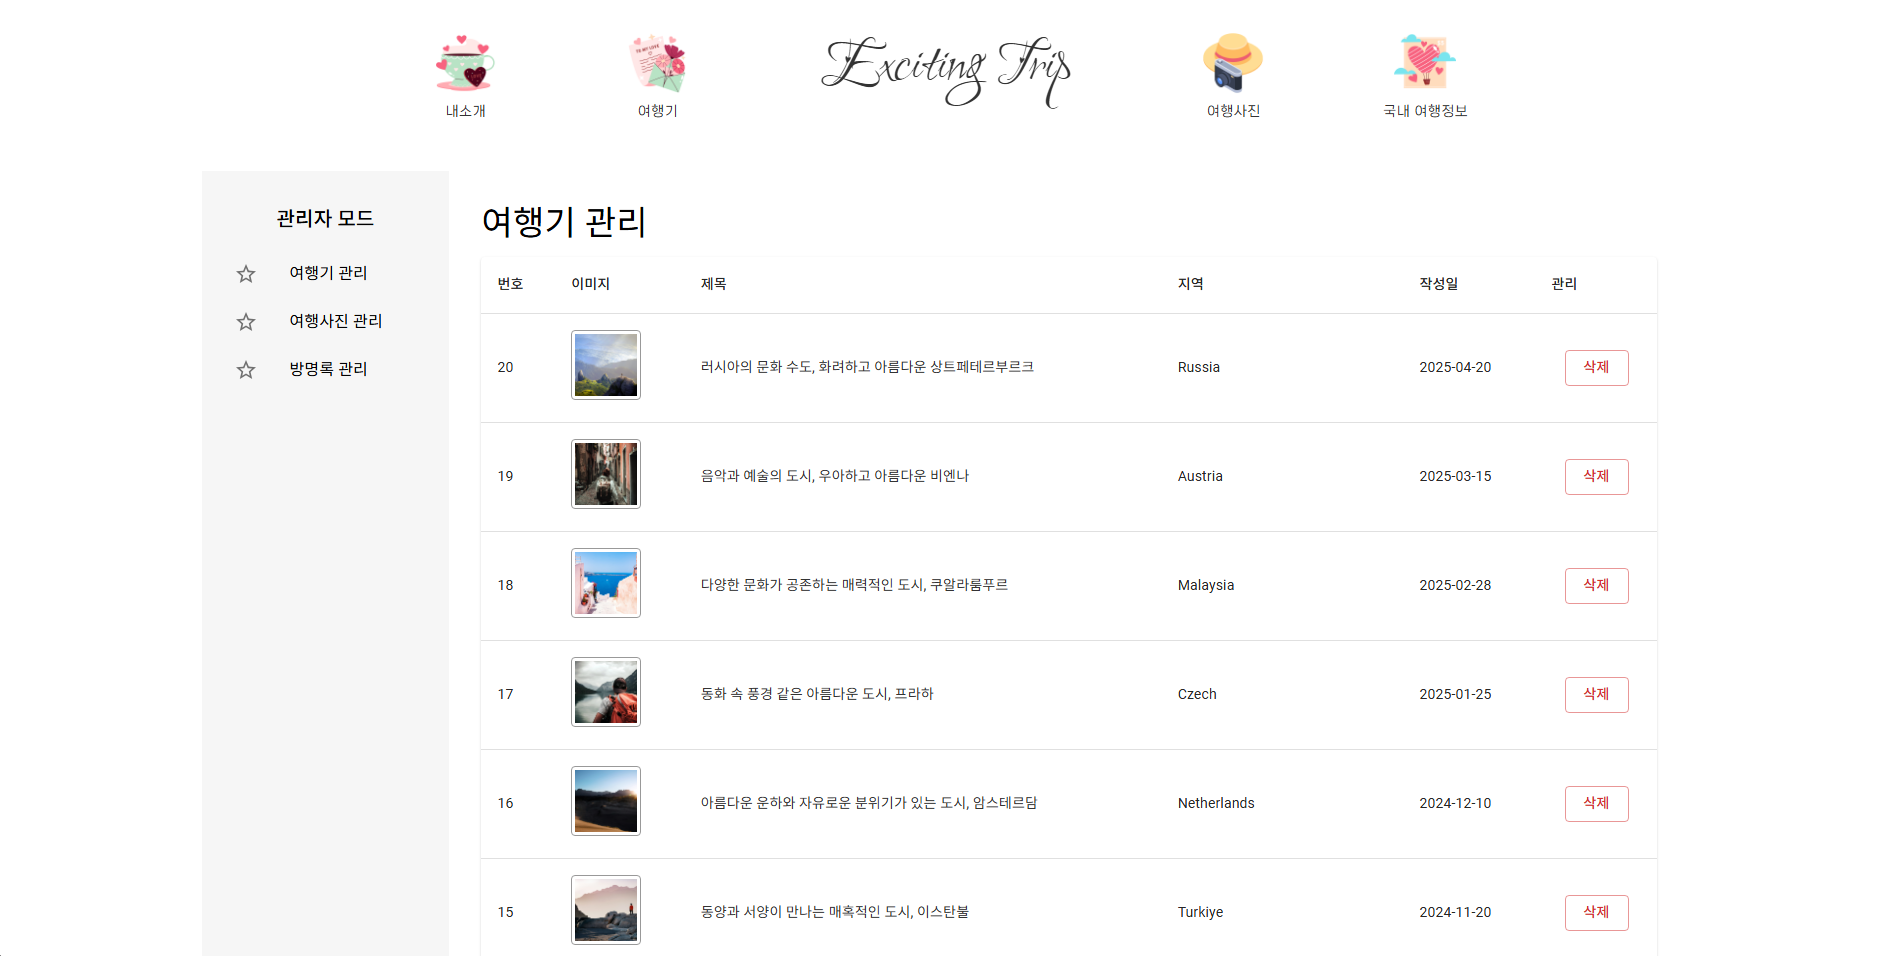 내소개
여행기
Exciting Trip
여행사진
국내 여행정보
관리자 모드
여행기 관리
여행사진 관리
방명록 관리
여행기 관리
번호 이미지 제목 지역 작성일 관리
20 러시아의 문화 수도, 화려하고 아름다운 상트페테르부르크 Russia 2025-04-20 삭제
19 음악과 예술의 도시, 우아하고 아름다운 비엔나 Austria 2025-03-15 삭제
18 다양한 문화가 공존하는 매력적인 도시, 쿠알라룸푸르 Malaysia 2025-02-28 삭제
17 동화 속 풍경 같은 아름다운 도시, 프라하 Czech 2025-01-25 삭제
16 아름다운 운하와 자유로운 분위기가 있는 도시, 암스테르담 Netherlands 2024-12-10 삭제
15 동양과 서양이 만나는 매혹적인 도시, 이스탄불 Turkiye 2024-11-20 삭제